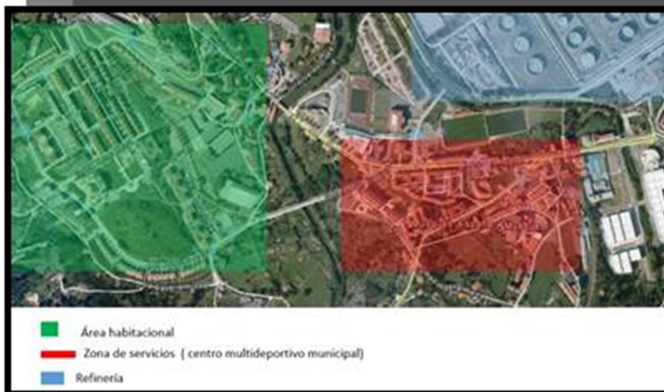 Área habitacional
Zona de servicios ( centro multideportivo municipal)
Refinería